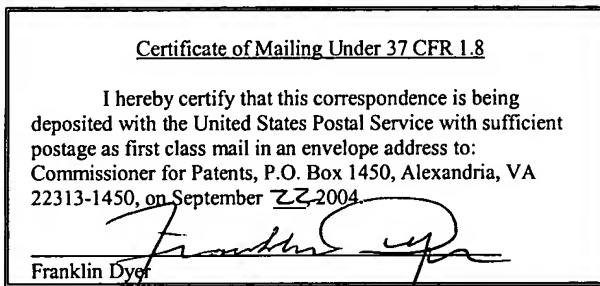 Certificate of Mailing Under 37 CFR 1.8
I hereby certify that this correspondence is being
deposited with the United States Postal Service with sufficient
postage as first class mail in an envelope address to:
Commissioner for Patents, P.O. Box 1450, Alexandria, VA
22313-1450, on September 22 2004.
Franklin Dyer
Franklin Dyer